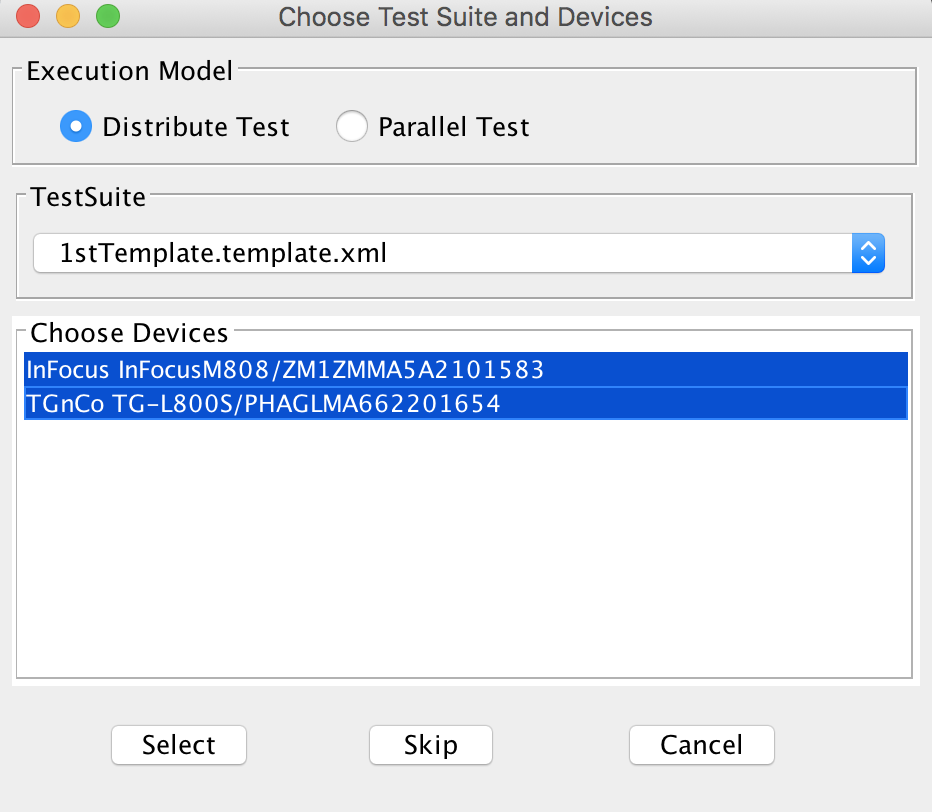 Choose Test Suite and Devices
Execution Model
Distribute Test Parallel Test
TestSuite
1stTemplate.template.xml
Choose Devices
InFocus InFocusM808/ZM1ZMMA5A2101583
TGnCo TG-L800S/PHAGLMA662201654
Select Skip Cancel